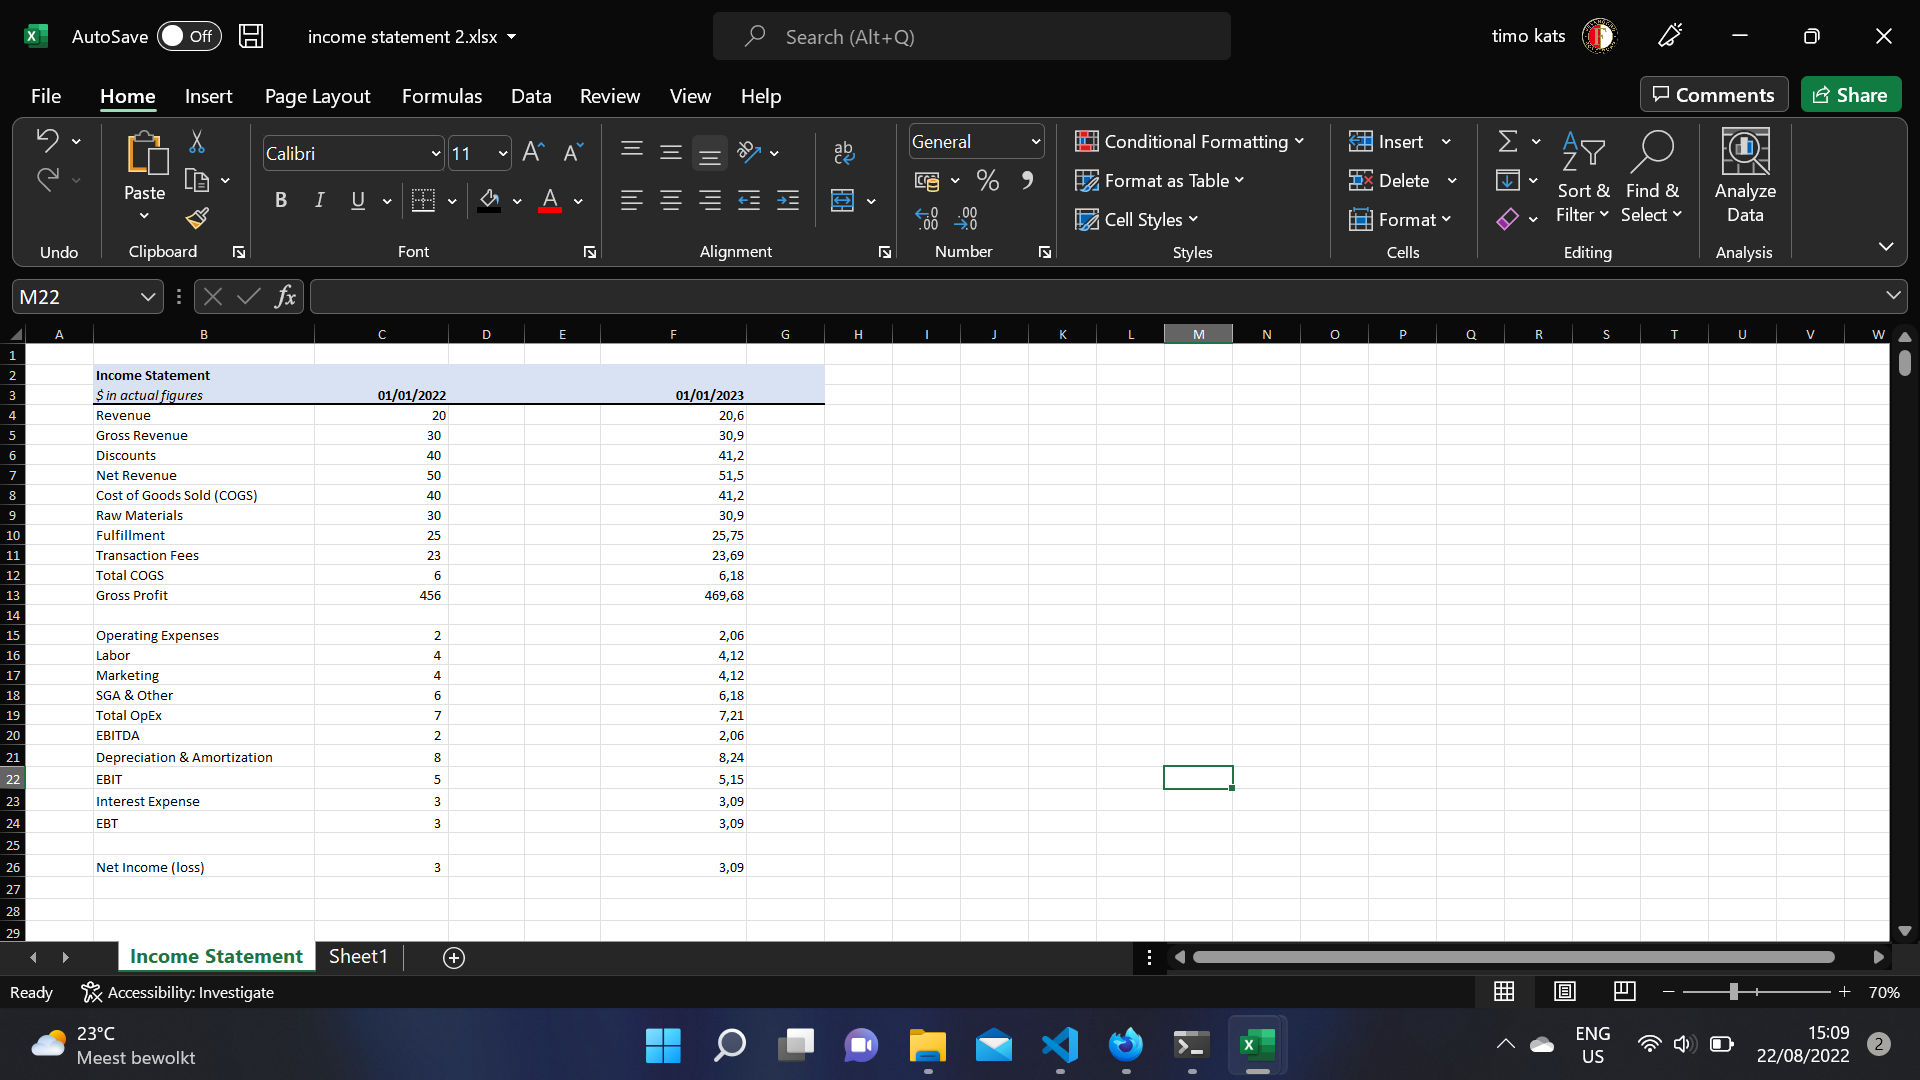 AutoSave Off income statement 2.xlsx Search (Alt+Q) timo kats
File Home Insert Page Layout Formulas Data Review View Help Comments Share
Calibri 11 General Conditional Formatting Insert
Paste Format as Table Delete Sort & Filter Find & Select Analyze Data
B I U Cell Styles Format
Undo Clipboard Font Alignment Number Styles Cells Editing Analysis
M22 fx
A B C D E F G H I J K L M N O P Q R S T U V W
1
2 Income Statement
3 $ in actual figures 01/01/2022 01/01/2023
4 Revenue 20 20,6
5 Gross Revenue 30 30,9
6 Discounts 40 41,2
7 Net Revenue 50 51,5
8 Cost of Goods Sold (COGS) 40 41,2
9 Raw Materials 30 30,9
10 Fulfillment 25 25,75
11 Transaction Fees 23 23,69
12 Total COGS 6 6,18
13 Gross Profit 456 469,68
14
15 Operating Expenses 2 2,06
16 Labor 4 4,12
17 Marketing 4 4,12
18 SGA & Other 6 6,18
19 Total OpEx 7 7,21
20 EBITDA 2 2,06
21 Depreciation & Amortization 8 8,24
22 EBIT 5 5,15
23 Interest Expense 3 3,09
24 EBT 3 3,09
25
26 Net Income (loss) 3 3,09
27
28
29
Income Statement Sheet1
Ready Accessibility: Investigate 70%
23°C ENG 15:09
Meest bewolkt US 22/08/2022 2